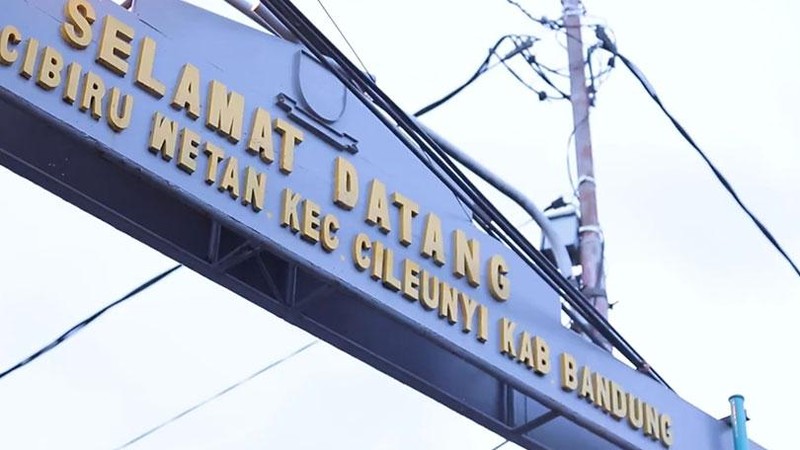 SELAMAT DATANG
CIBIRU WETAN KEC CILEUNYI KAB BANDUNG